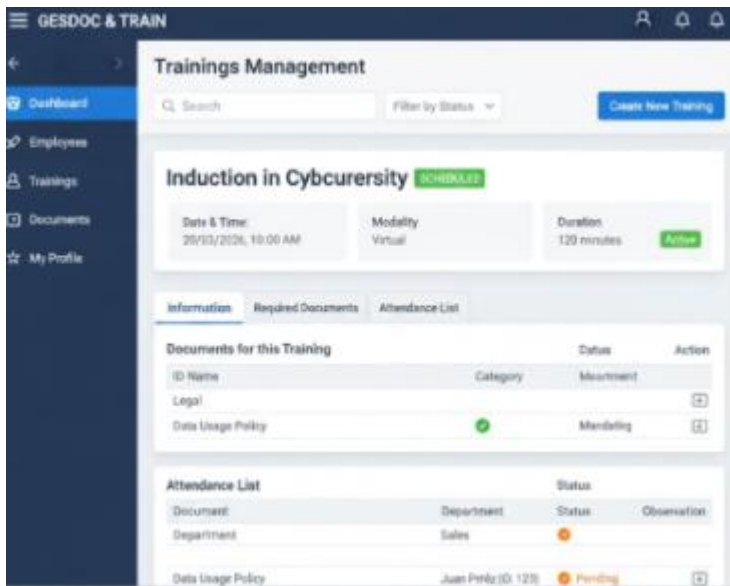 GESDOC & TRAIN
Trainings Management
Search
Filter by Status
Create New Training
Dashboard
Employees
Trainings
Documents
My Profile
Induction in Cybcurersity SCHEDULED
Date & Time:
20/03/2026, 10:00 AM
Modality
Virtual
Duration
120 minutes
Active
Information Required Documents Attendance List
Documents for this Training Datus Action
ID Name Category
Legal
Data Usage Policy
Attendance List Status
Document Department Status Observation
Department Sales
Data Usage Policy Juan (ID: 123) Pending